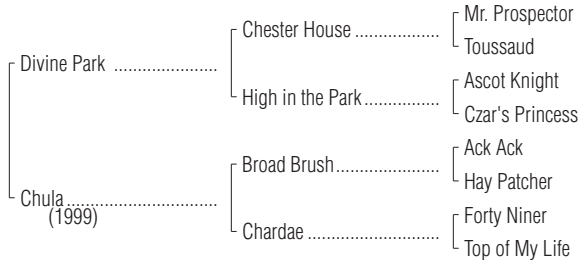 Mr. Prospector
Chester House ...................
Toussaud
Divine Park .......................
Ascot Knight
High in the Park.................
Czar's Princess
Ack Ack
Broad Brush.......................
Hay Patcher
Chula.................................
(1999)
Forty Niner
Chardae .............................
Top of My Life